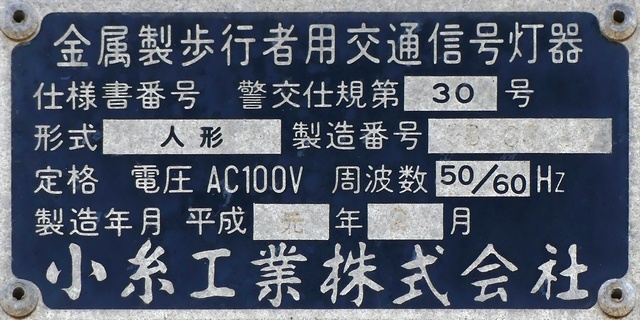 金属製歩行者用交通信号灯器
仕様書番号 警交仕規第 30 号
形式 人形 製造番号
定格 電圧 AC100V 周波数 50/60 Hz
製造年月 平成 元 年 月
小糸工業株式会社